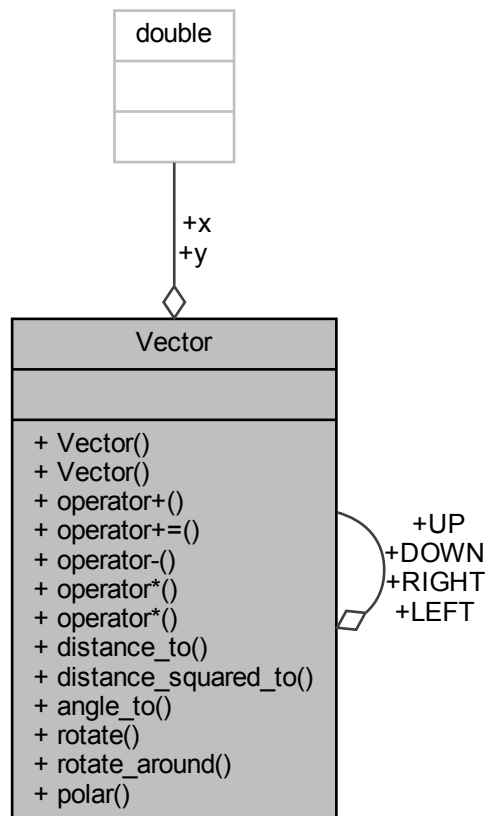 double
+x
+y
Vector
+ Vector()
+ Vector()
+ operator+()
+ operator+=()
+ operator-()
+ operator*()
+ operator*()
+ distance_to()
+ distance_squared_to()
+ angle_to()
+ rotate()
+ rotate_around()
+ polar()
+UP
+DOWN
+RIGHT
+LEFT